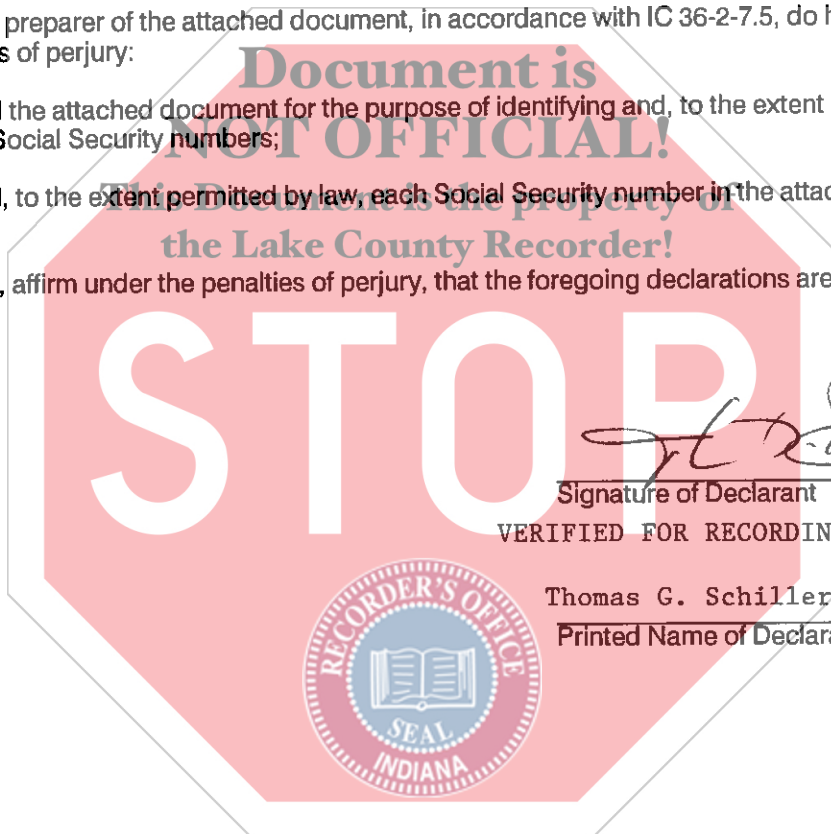 preparer of the attached document, in accordance with IC 36-2-7.5, do
s of perjury:
Document is
the attached document for the purpose of identifying and, to the extent
NOT OFFICIAL!
Social Security numbers;
, to the extent permitted by law, each Social Security number in the attac
This Document is the property of
the Lake County Recorder!
, affirm under the penalties of perjury, that the foregoing declarations are
STOP
Signature of Declarant
VERIFIED FOR RECORDIN
Thomas G. Schiller
Printed Name of Declara
RECORDER'S OFFICE
SEAL
INDIANA